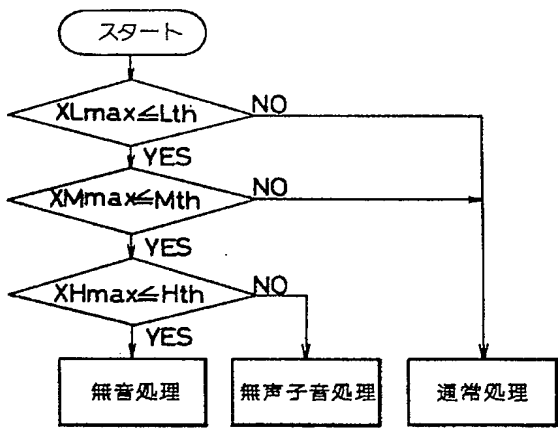 スタート
XLmax≦Lth
NO
YES
XMmax≦Mth
NO
YES
XHmax≦Hth
NO
YES
無音処理
無声子音処理
通常処理